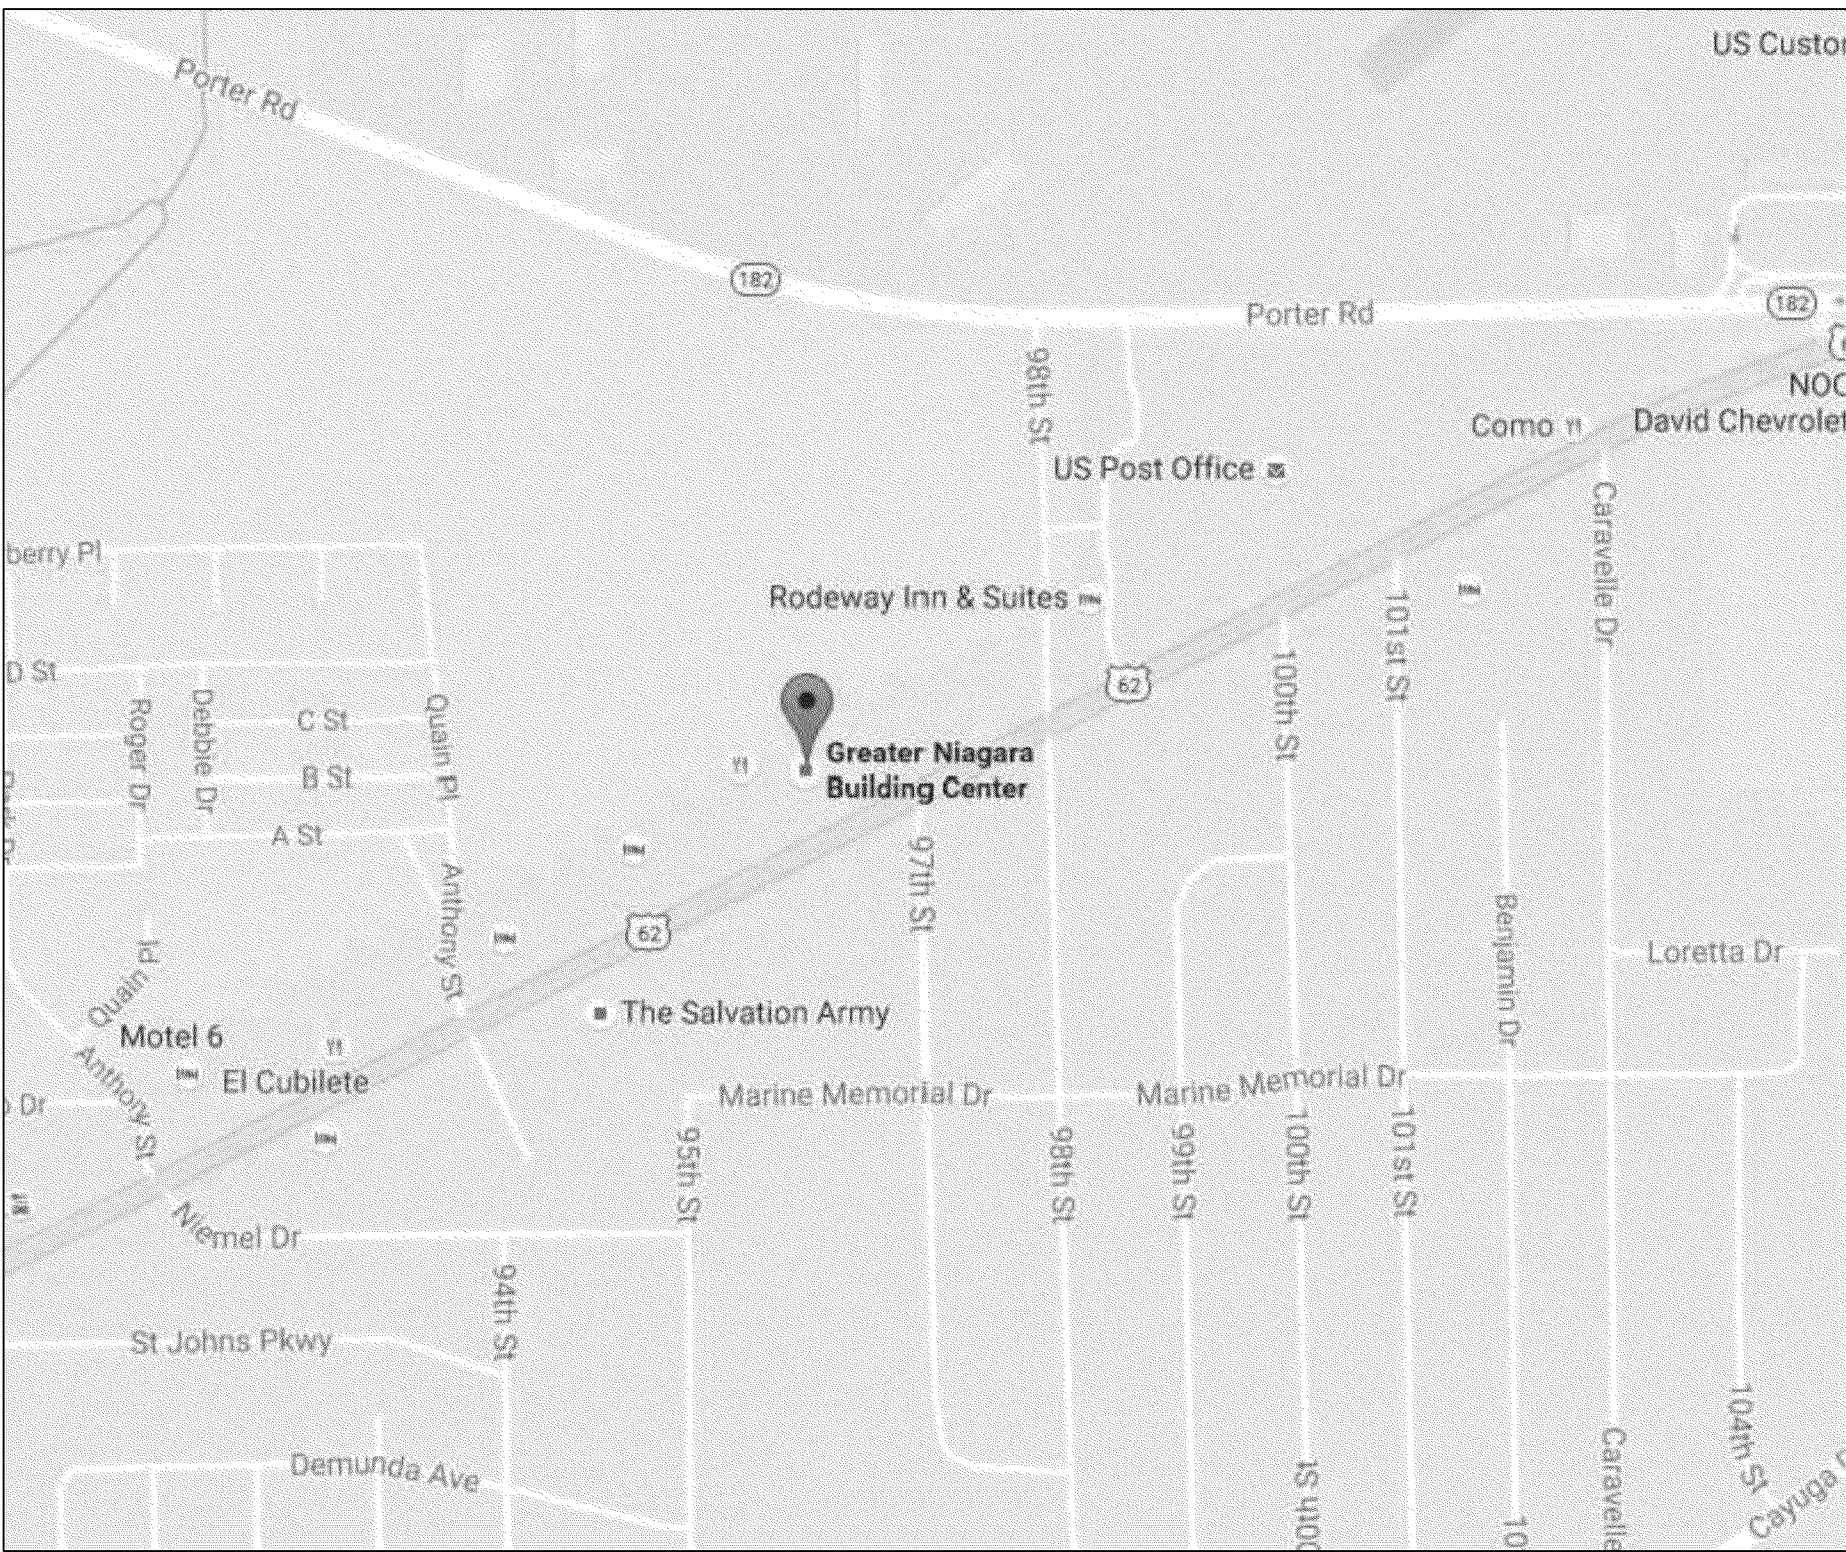 US Custor
Porter Rd
182
Porter Rd
182
98th St
NOC
Como
David Chevrolet
US Post Office
Caravelle Dr
berry Pl
Rodeway Inn & Suites
101st St
D St
62
100th St
Roger Dr
Debbie Dr
C St
Quain Pl
B St
Greater Niagara
Building Center
A St
97th St
Anthony St
62
Benjamin Dr
Loretta Dr
Quain Pl
The Salvation Army
Motel 6
El Cubilete
Anthony St
Dr
Marine Memorial Dr
Marine Memorial Dr
95th St
98th St
99th St
100th St
101st St
Niemel Dr
94th St
St Johns Pkwy
104th St
Demunda Ave
Caravelle
Cayuga
10